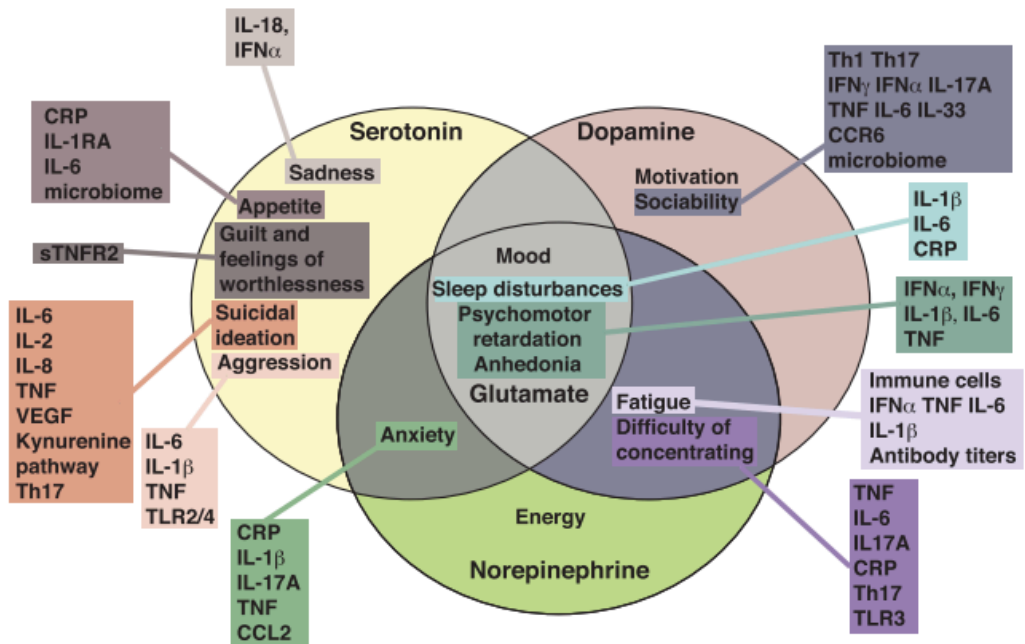 IL-18,
IFNα
Th1 Th17
IFNγ IFNα IL-17A
TNF IL-6 IL-33
CCR6
microbiome
CRP
IL-1RA
IL-6
microbiome
Serotonin
Dopamine
Sadness
Motivation
Sociability
Appetite
IL-1β
IL-6
CRP
sTNFR2
Guilt and
feelings of
worthlessness
Mood
Sleep disturbances
IFNα, IFNγ
IL-1β, IL-6
TNF
IL-6
IL-2
IL-8
TNF
VEGF
Kynurenine
pathway
Th17
Suicidal
ideation
Aggression
Psychomotor
retardation
Anhedonia
Glutamate
Immune cells
IFNα TNF IL-6
IL-1β
Antibody titers
Fatigue
Difficulty of
concentrating
Anxiety
IL-6
IL-1β
TNF
TLR2/4
TNF
IL-6
IL17A
CRP
Th17
TLR3
Energy
Norepinephrine
CRP
IL-1β
IL-17A
TNF
CCL2